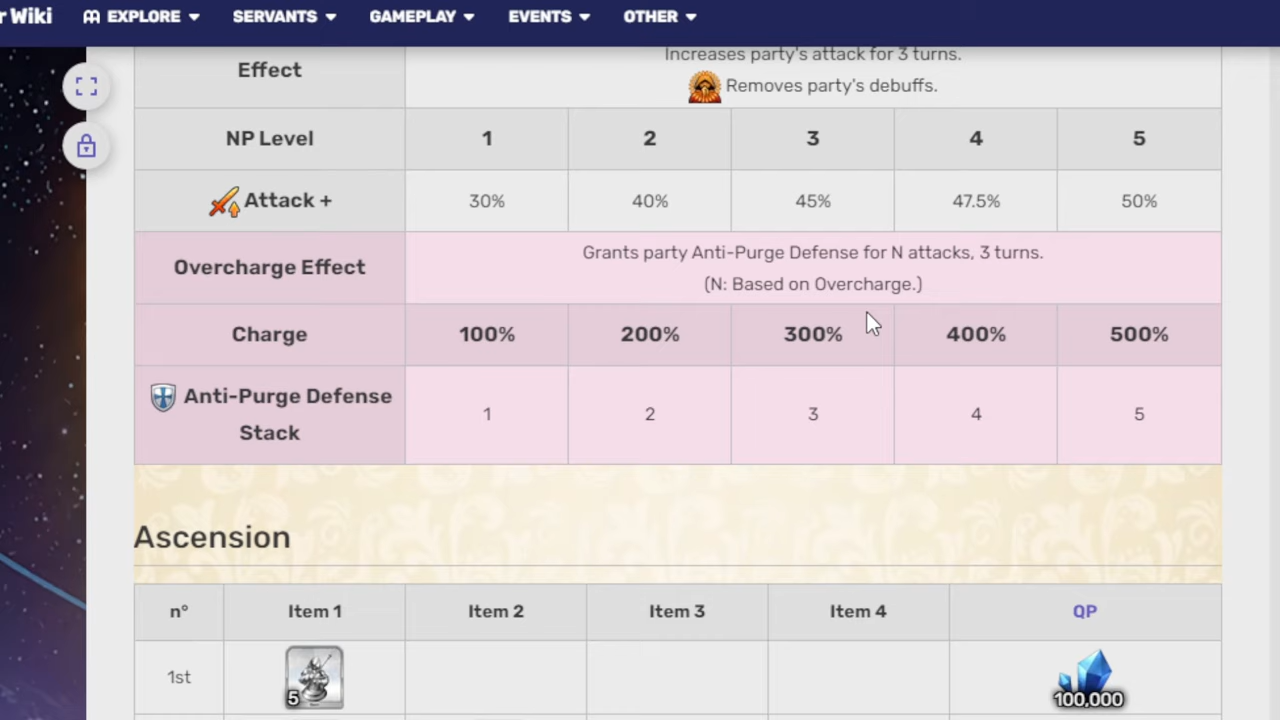 r Wiki EXPLORE SERVANTS GAMEPLAY EVENTS OTHER
Effect
Increases party's attack for 3 turns.
Removes party's debuffs.
NP Level 1 2 3 4 5
Attack + 30% 40% 45% 47.5% 50%
Overcharge Effect
Grants party Anti-Purge Defense for N attacks, 3 turns.
(N: Based on Overcharge.)
Charge 100% 200% 300% 400% 500%
Anti-Purge Defense
Stack
1 2 3 4 5
Ascension
n° Item 1 Item 2 Item 3 Item 4 QP
1st 5 100,000